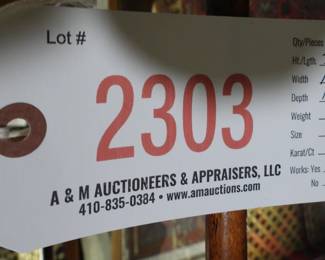 Lot #
2303
A & M AUCTIONEERS & APPRAISERS, LLC
410-835-0384 • www.amauctions.com
Qty/Pieces
Ht./Lgth
Width
Depth
Weight
Size
Karat/Ct
Works: Yes
No